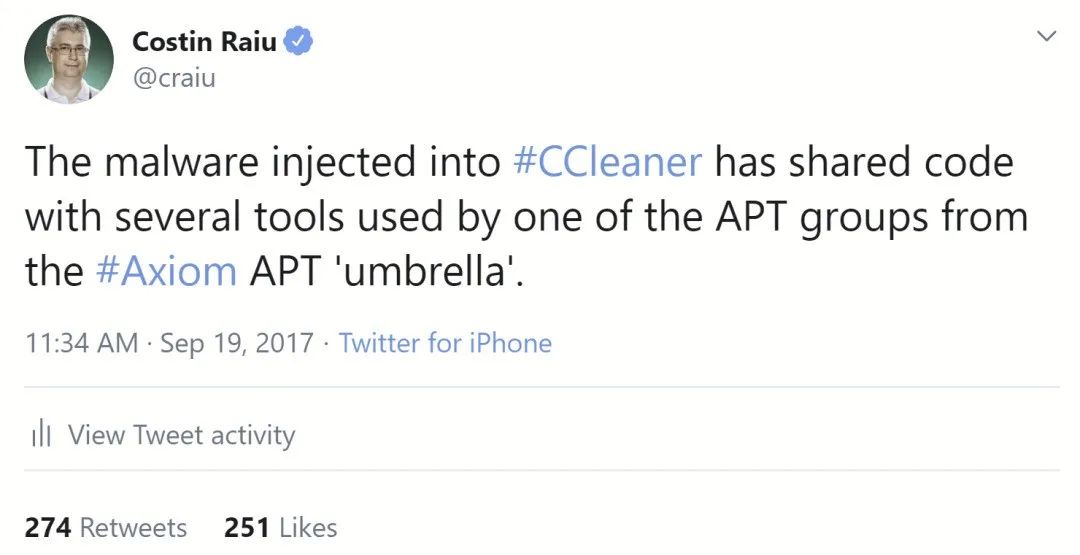 Costin Raiu
@craiu
The malware injected into #CCleaner has shared code
with several tools used by one of the APT groups from
the #Axiom APT 'umbrella'.
11:34 AM · Sep 19, 2017 · Twitter for iPhone
View Tweet activity
274 Retweets 251 Likes